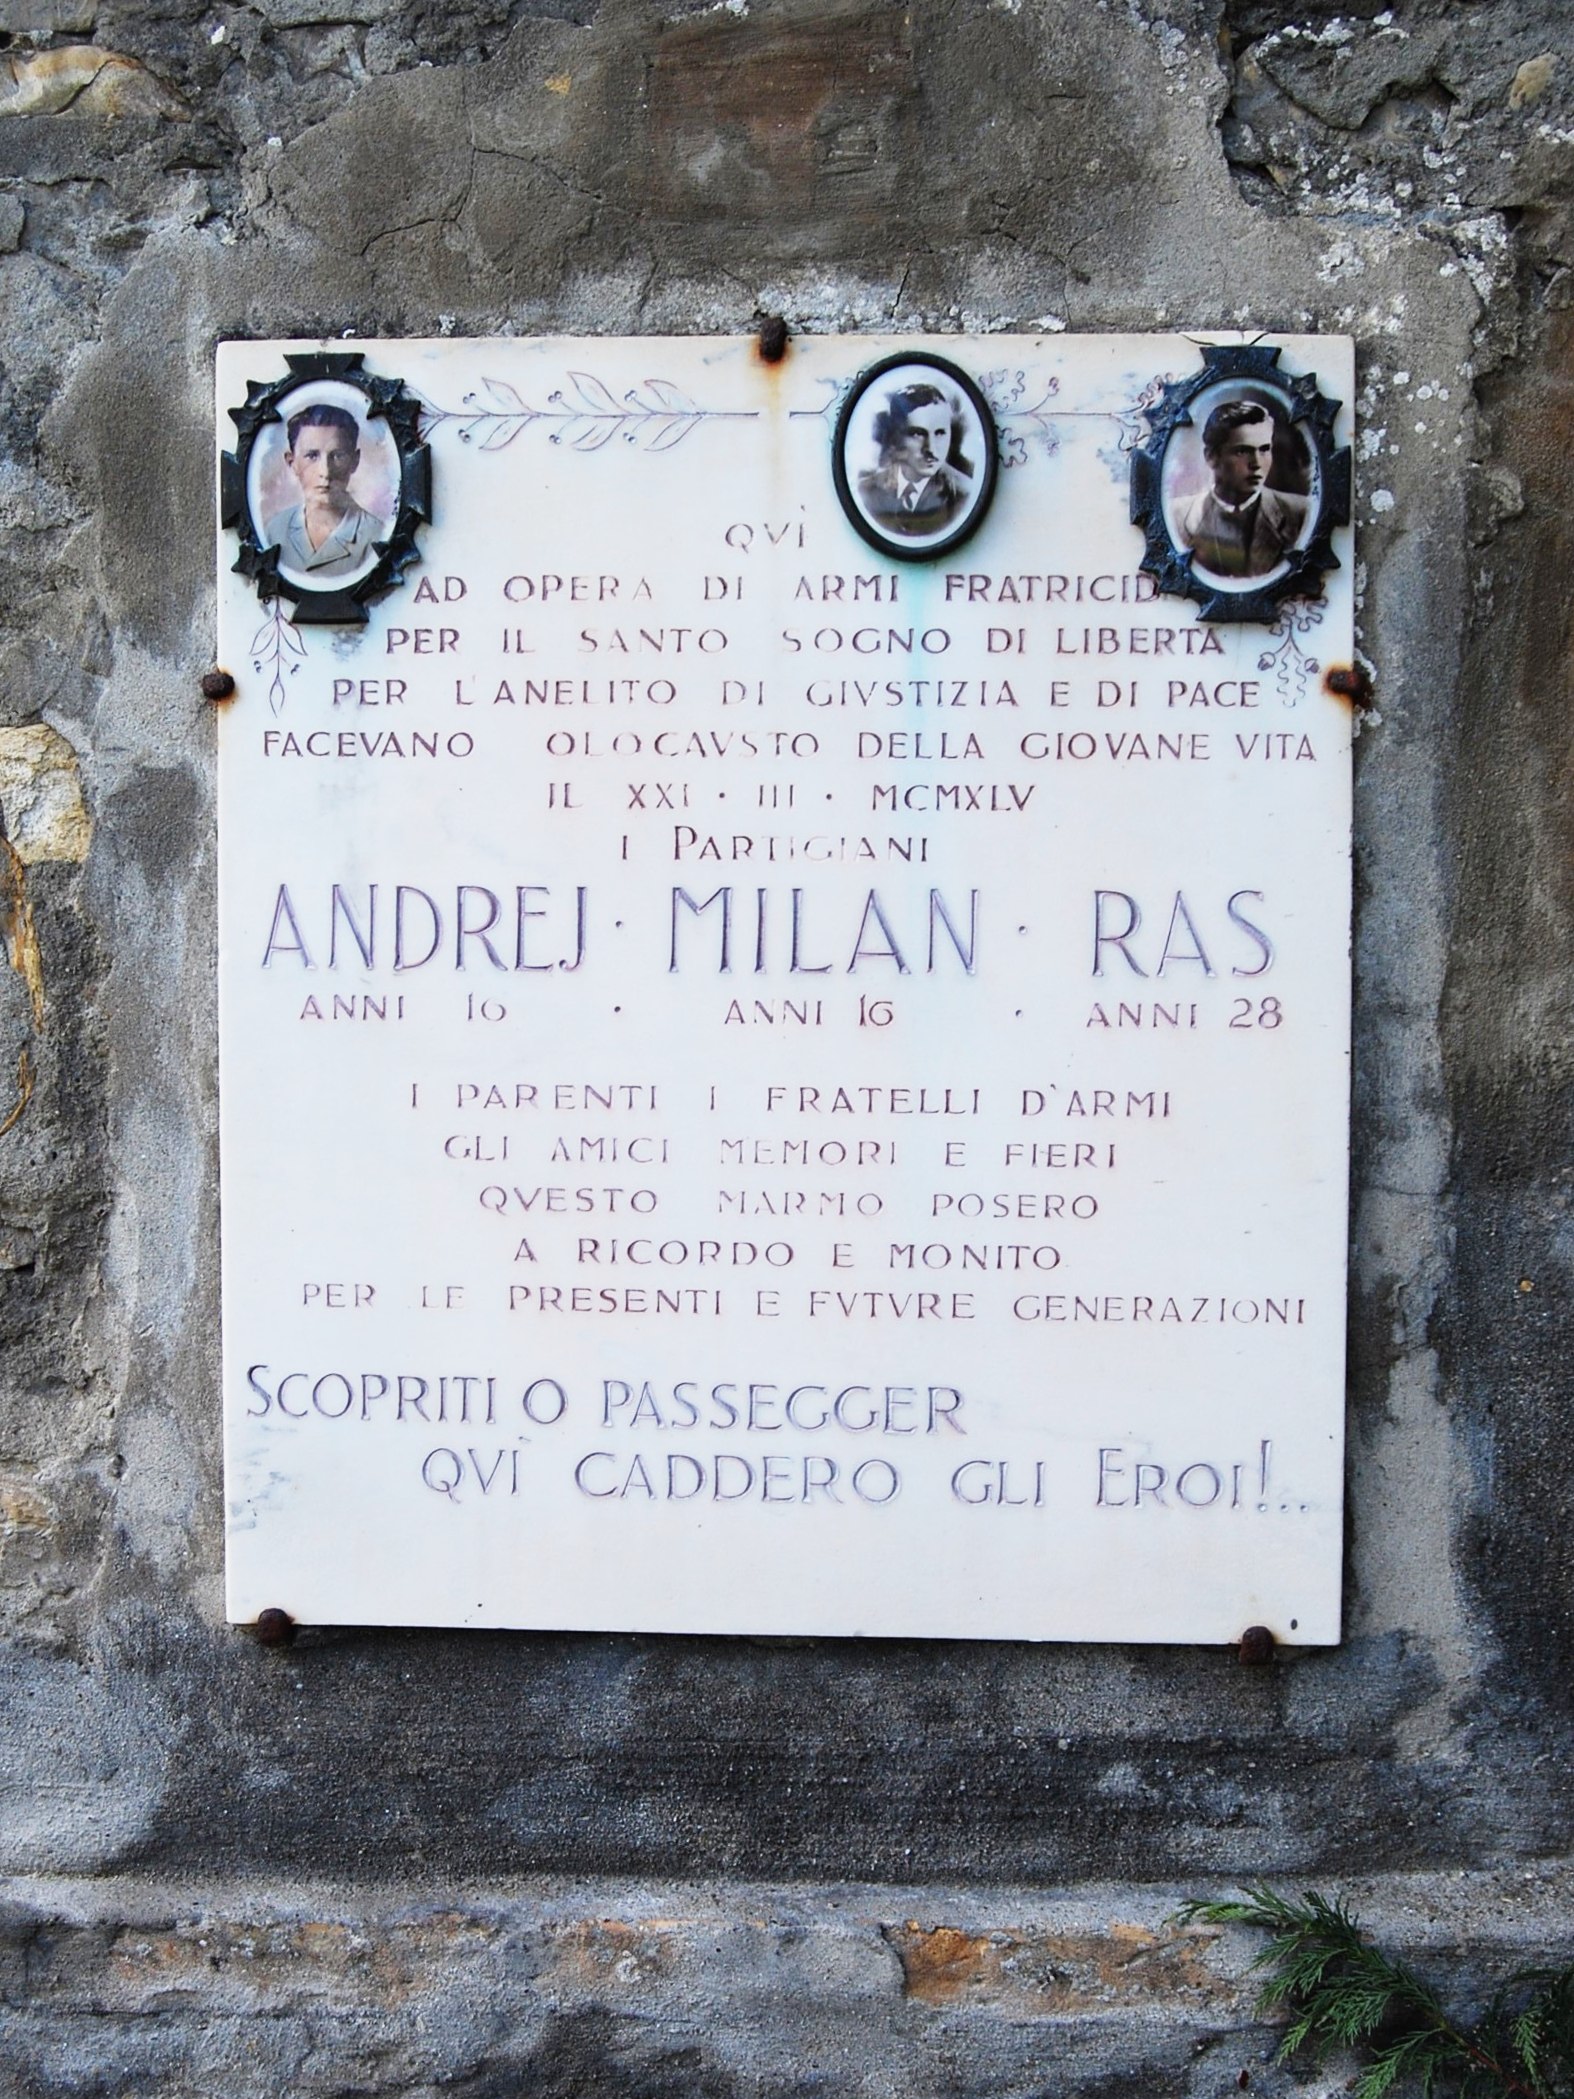 QVÌ
AD OPERA DI ARMI FRATRICID
PER IL SANTO SOGNO DI LIBERTA
PER L'ANELITO DI GIVSTIZIA E DI PACE
FACEVANO OLOCAVSTO DELLA GIOVANE VITA
IL XXI · III · MCMXLV
I PARTIGIANI
ANDREJ · MILAN · RAS
ANNI 16 · ANNI 16 · ANNI 28
I PARENTI I FRATELLI D'ARMI
GLI AMICI MEMORI E FIERI
QVESTO MARMO POSERO
A RICORDO E MONITO
PER LE PRESENTI E FVTVRE GENERAZIONI
SCOPRITI O PASSEGGER
QVÌ CADDERO GLI EROI!..